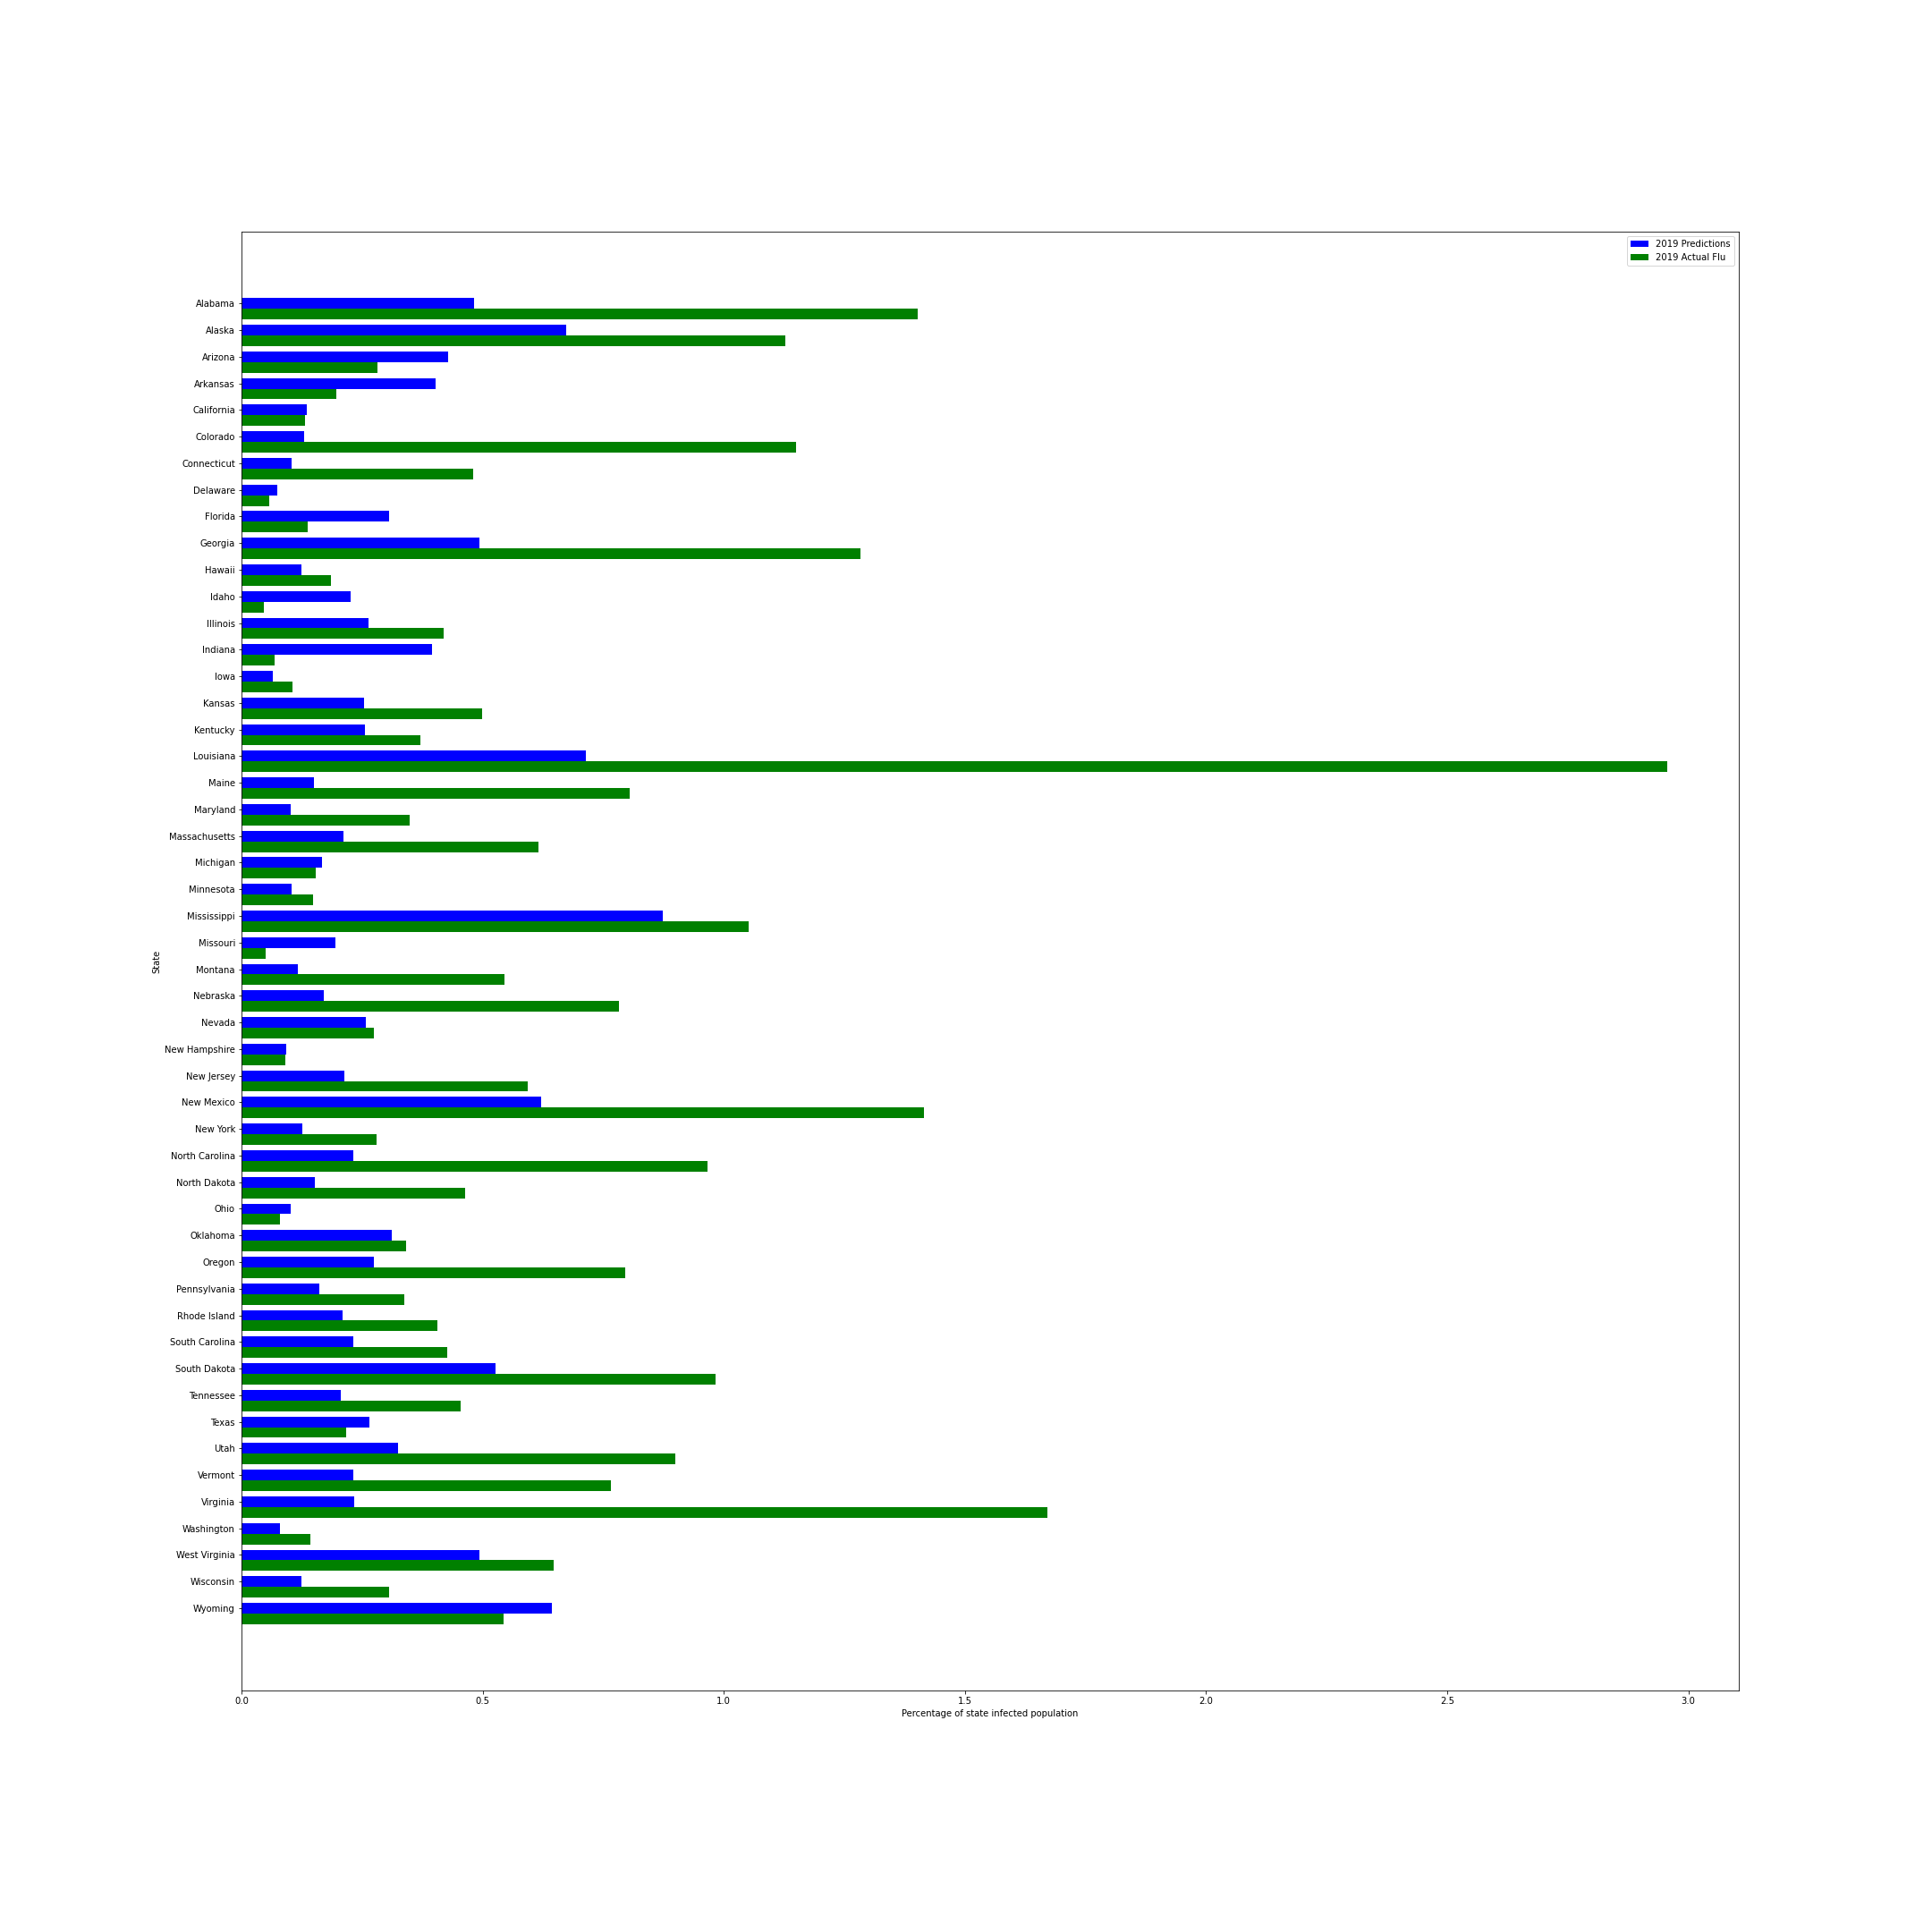 2019 Predictions
2019 Actual Flu
Alabama
Alaska
Arizona
Arkansas
California
Colorado
Connecticut
Delaware
Florida
Georgia
Hawaii
Idaho
Illinois
Indiana
Iowa
Kansas
Kentucky
Louisiana
Maine
Maryland
Massachusetts
Michigan
Minnesota
Mississippi
Missouri
State
Montana
Nebraska
Nevada
New Hampshire
New Jersey
New Mexico
New York
North Carolina
North Dakota
Ohio
Oklahoma
Oregon
Pennsylvania
Rhode Island
South Carolina
South Dakota
Tennessee
Texas
Utah
Vermont
Virginia
Washington
West Virginia
Wisconsin
Wyoming
0.0 0.5 1.0 1.5 2.0 2.5 3.0
Percentage of state infected population